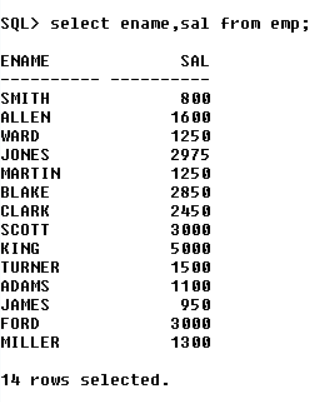 SQL> select ename,sal from emp;
ENAME SAL
---------- ----------
SMITH 800
ALLEN 1600
WARD 1250
JONES 2975
MARTIN 1250
BLAKE 2850
CLARK 2450
SCOTT 3000
KING 5000
TURNER 1500
ADAMS 1100
JAMES 950
FORD 3000
MILLER 1300
14 rows selected.